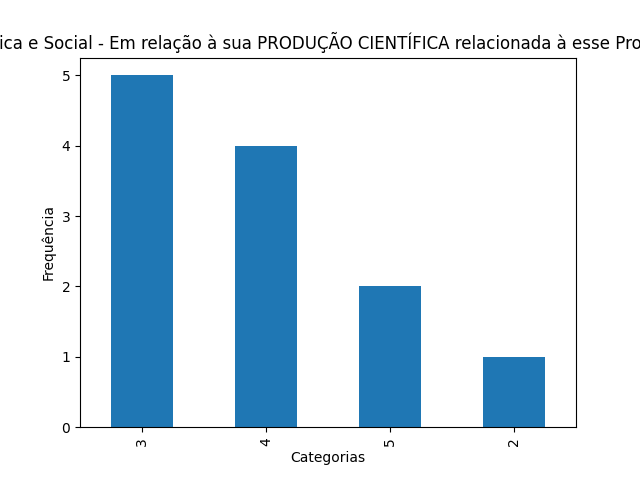 ica e Social - Em relação à sua PRODUÇÃO CIENTÍFICA relacionada à esse Pro
5
4
3
2
1
0
Frequência
3 4 5 2
Categorias